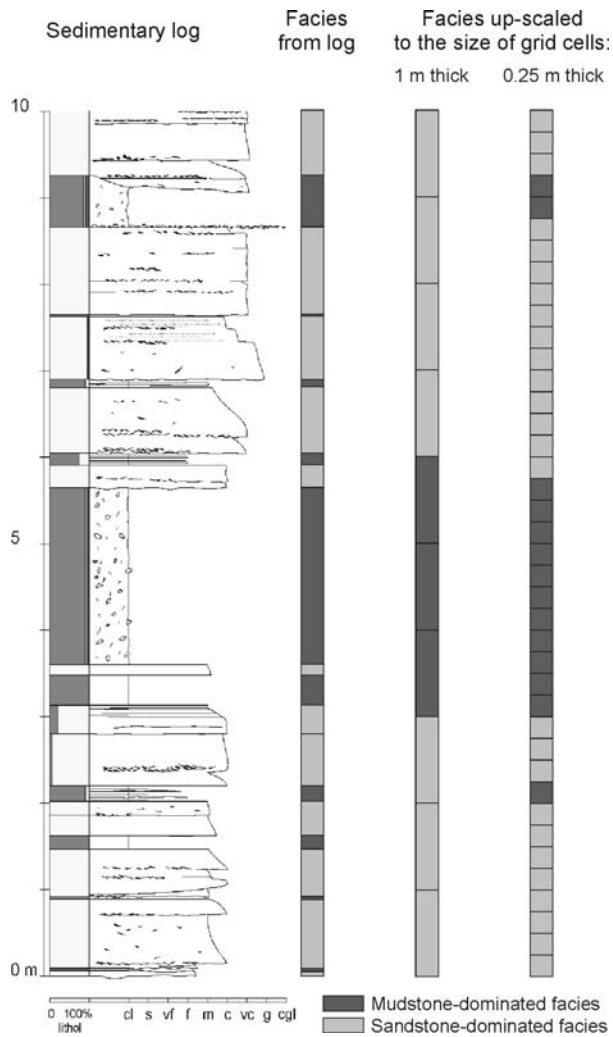 Sedimentary log
Facies
from log
Facies up-scaled
to the size of grid cells:
1 m thick
0.25 m thick
10
5
0 m
0 100%
lithol
cl s vf f m c vc g cgl
Mudstone-dominated facies
Sandstone-dominated facies